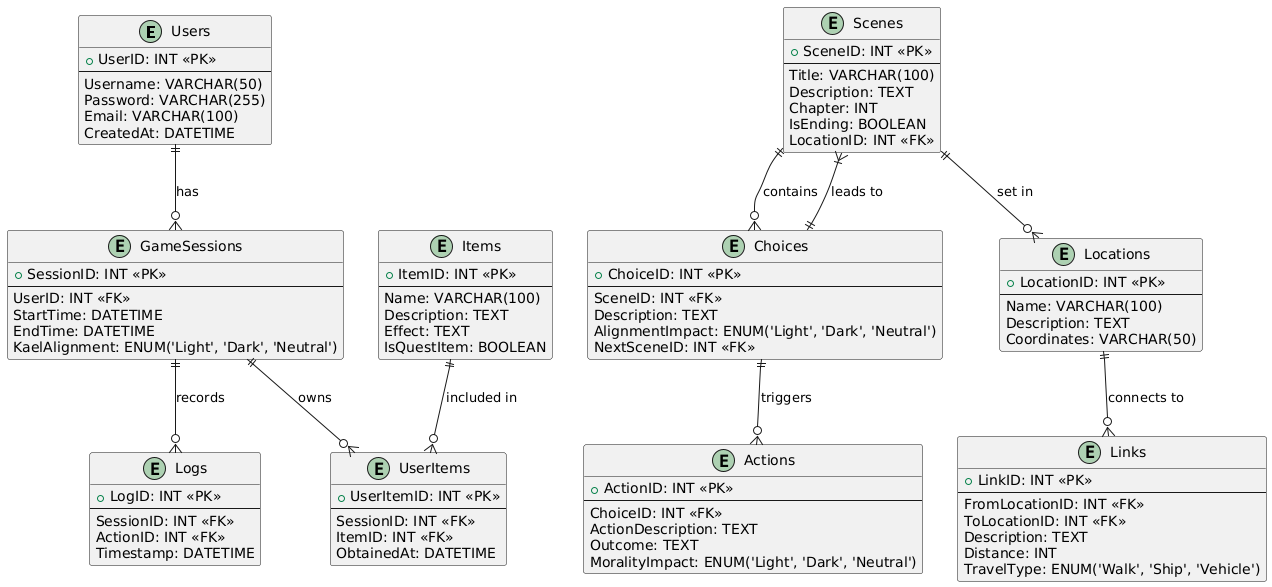 E Users
UserID: INT «PK»
Username: VARCHAR(50)
Password: VARCHAR(255)
Email: VARCHAR(100)
CreatedAt: DATETIME
E Scenes
SceneID: INT «PK»
Title: VARCHAR(100)
Description: TEXT
Chapter: INT
IsEnding: BOOLEAN
LocationID: INT «FK»
has
contains
leads to
set in
E GameSessions
SessionID: INT «PK»
UserID: INT «FK»
StartTime: DATETIME
EndTime: DATETIME
KaelAlignment: ENUM('Light', 'Dark', 'Neutral')
E Items
ItemID: INT «PK»
Name: VARCHAR(100)
Description: TEXT
Effect: TEXT
IsQuestItem: BOOLEAN
E Choices
ChoiceID: INT «PK»
SceneID: INT «FK»
Description: TEXT
AlignmentImpact: ENUM('Light', 'Dark', 'Neutral')
NextSceneID: INT «FK»
E Locations
LocationID: INT «PK»
Name: VARCHAR(100)
Description: TEXT
Coordinates: VARCHAR(50)
records
owns
included in
triggers
connects to
E Logs
LogID: INT «PK»
SessionID: INT «FK»
ActionID: INT «FK»
Timestamp: DATETIME
E UserItems
UserItemID: INT «PK»
SessionID: INT «FK»
ItemID: INT «FK»
ObtainedAt: DATETIME
E Actions
ActionID: INT «PK»
ChoiceID: INT «FK»
ActionDescription: TEXT
Outcome: TEXT
MoralityImpact: ENUM('Light', 'Dark', 'Neutral')
E Links
LinkID: INT «PK»
FromLocationID: INT «FK»
ToLocationID: INT «FK»
Description: TEXT
Distance: INT
TravelType: ENUM('Walk', 'Ship', 'Vehicle')